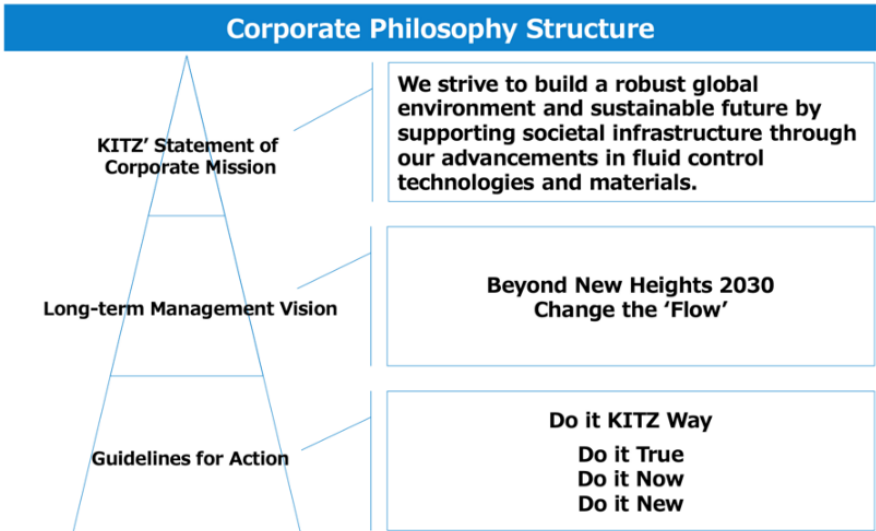 Corporate Philosophy Structure
KITZ’ Statement of
Corporate Mission
We strive to build a robust global
environment and sustainable future by
supporting societal infrastructure through
our advancements in fluid control
technologies and materials.
Long-term Management Vision
Beyond New Heights 2030
Change the ‘Flow’
Guidelines for Action
Do it KITZ Way
Do it True
Do it Now
Do it New